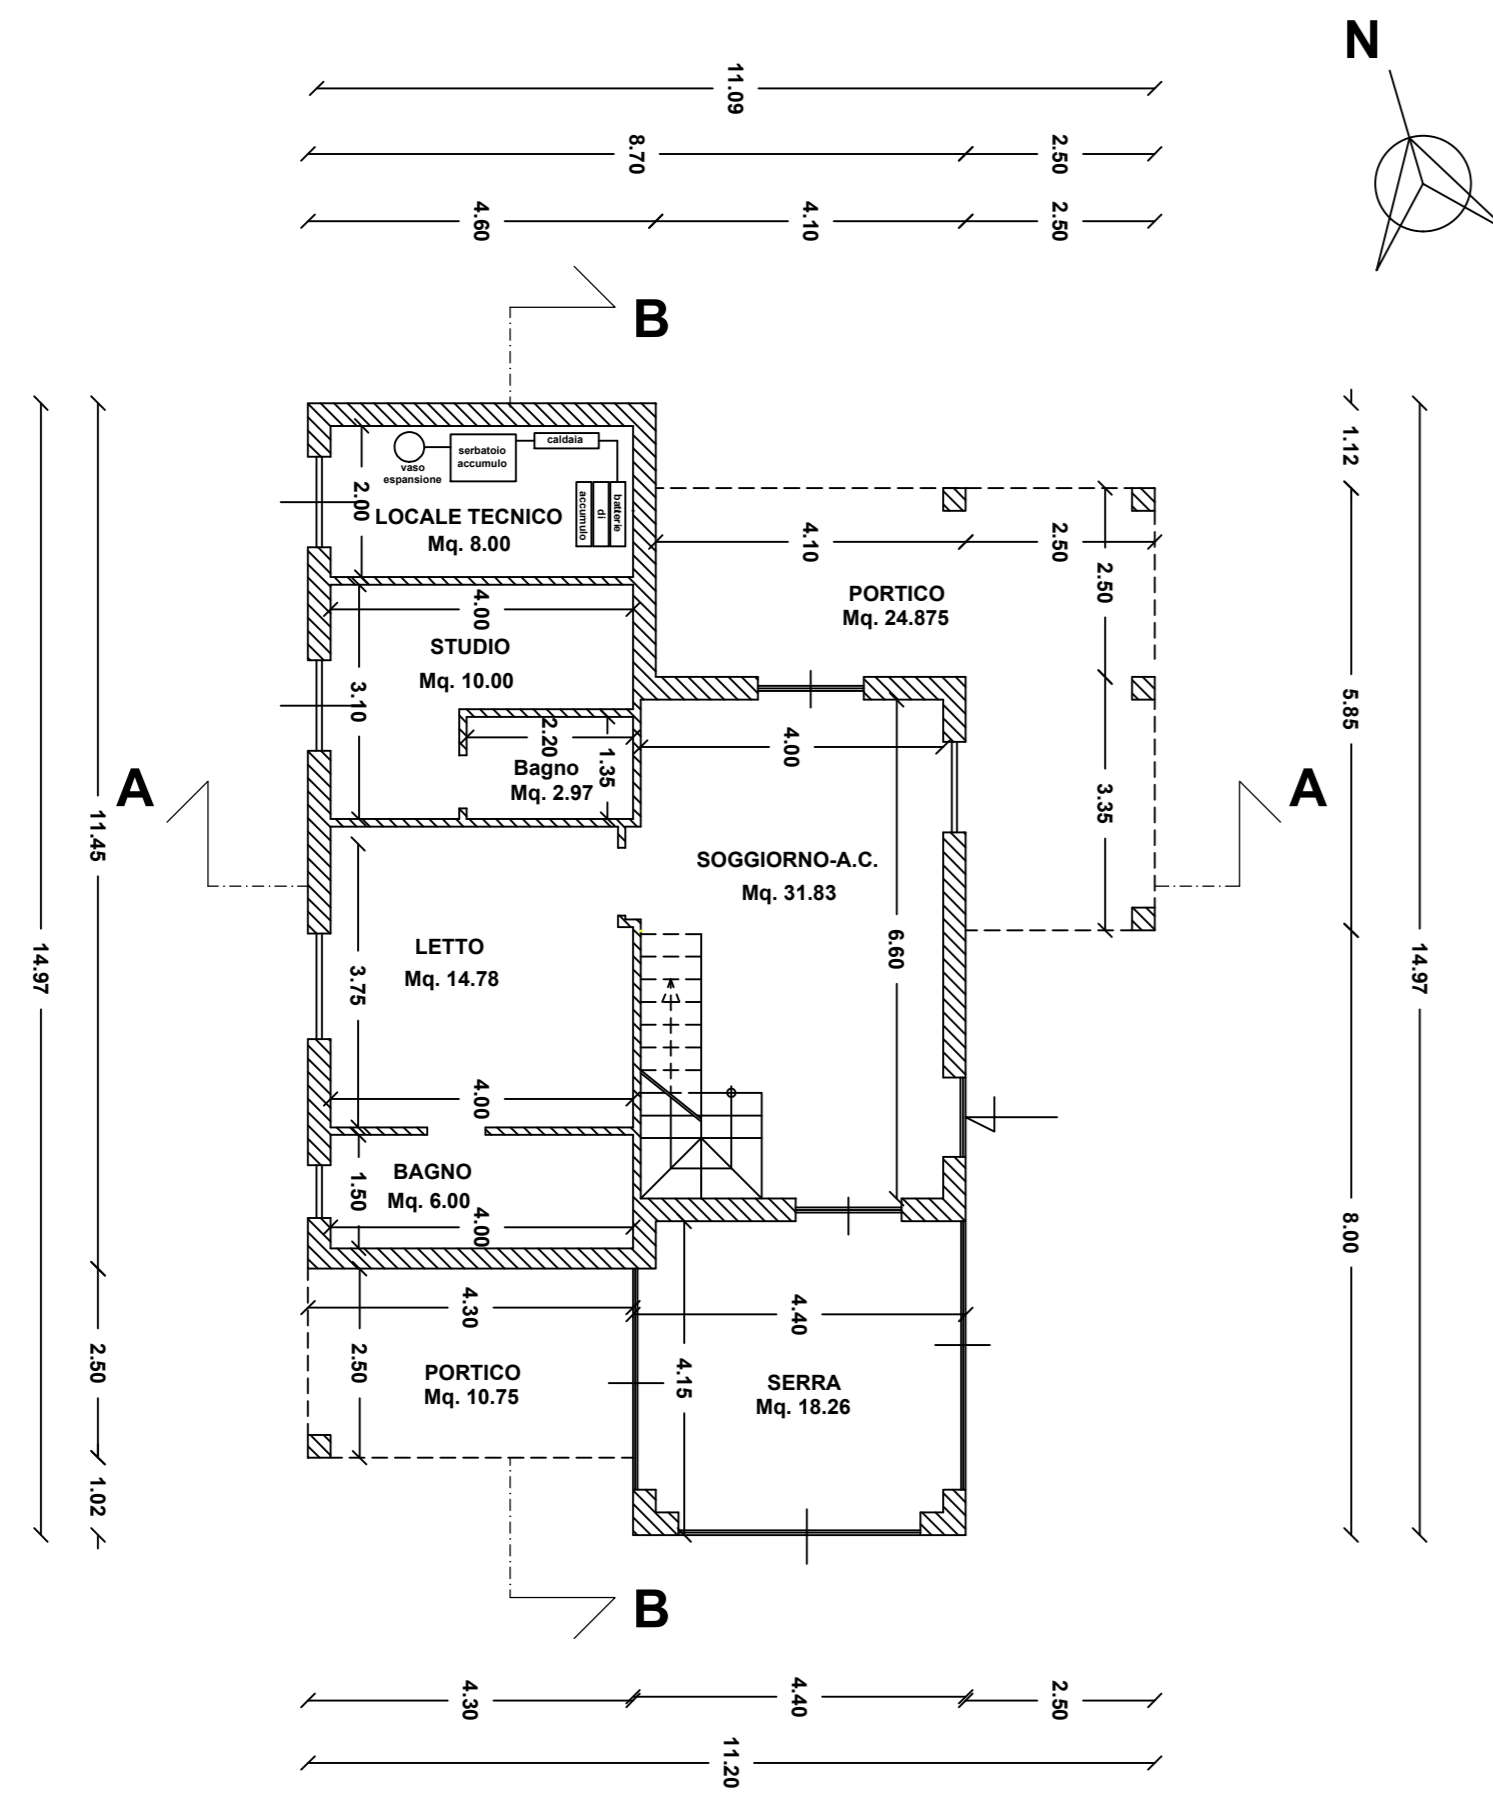 N
11.09
8.70
2.50
4.60
4.10
2.50
B
vaso
espansione
serbatoio
accumulo
caldaia
batterie
di
accumulo
2.00
LOCALE TECNICO
Mq. 8.00
4.10
2.50
2.50
PORTICO
Mq. 24.875
1.12
4.00
STUDIO
Mq. 10.00
3.10
2.20
1.35
Bagno
Mq. 2.97
4.00
3.35
5.85
A
A
11.45
SOGGIORNO-A.C.
Mq. 31.83
6.60
LETTO
Mq. 14.78
3.75
14.97
14.97
4.00
BAGNO
Mq. 6.00
1.50
4.00
8.00
4.30
4.40
2.50
PORTICO
Mq. 10.75
4.15
SERRA
Mq. 18.26
2.50
1.02
B
4.30
4.40
2.50
11.20